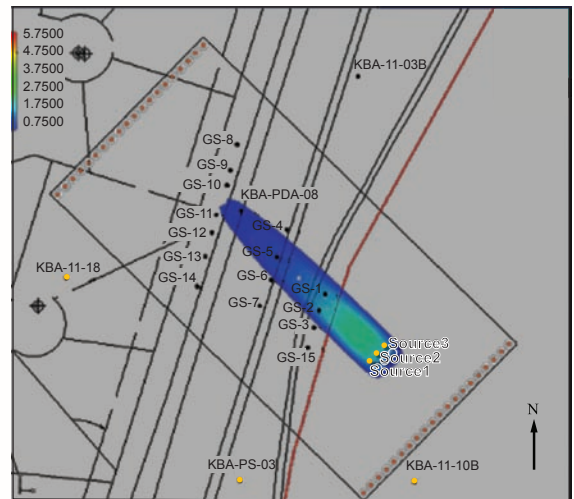 5.7500
4.7500
3.7500
2.7500
1.7500
0.7500
KBA-11-03B
GS-8
GS-9
GS-10
KBA-PDA-08
GS-11
GS-4
GS-12
GS-5
GS-13
KBA-11-18
GS-6
GS-14
GS-1
GS-7
GS-2
GS-3
Source3
GS-15
Source2
Source1
N
KBA-PS-03
KBA-11-10B